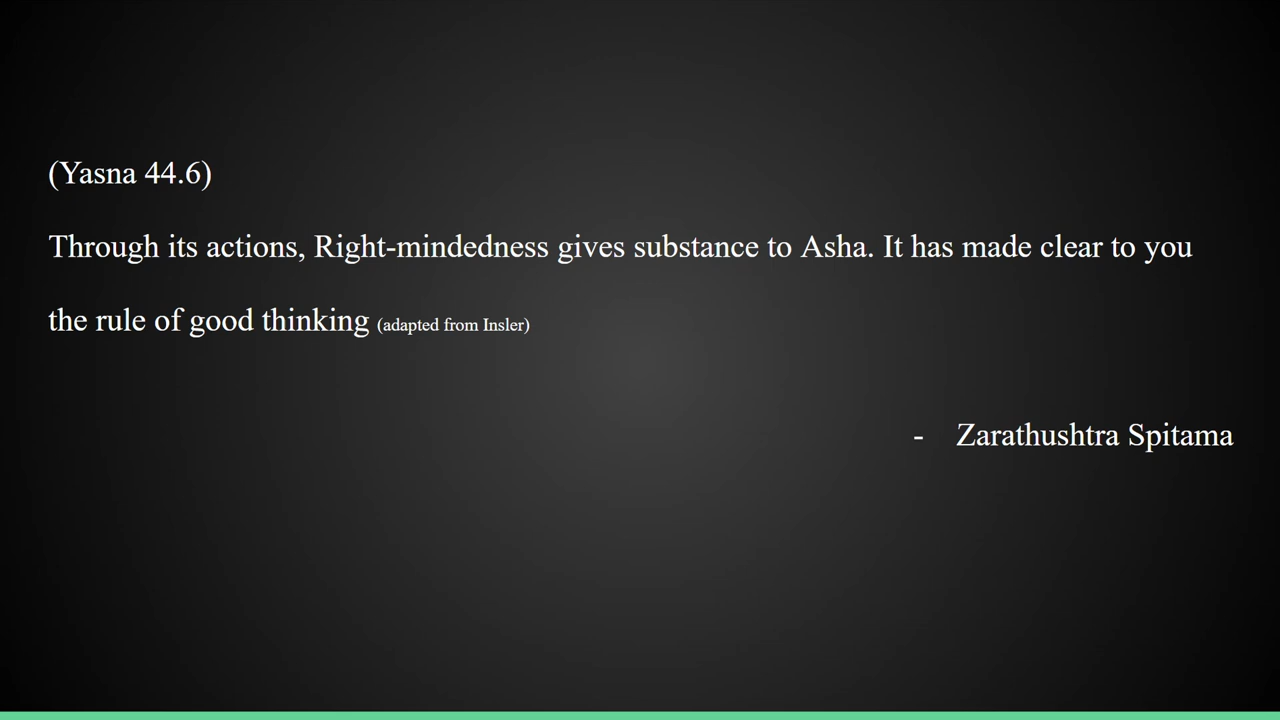 (Yasna 44.6)
Through its actions, Right-mindedness gives substance to Asha. It has made clear to you
the rule of good thinking (adapted from Insler)
- Zarathushtra Spitama